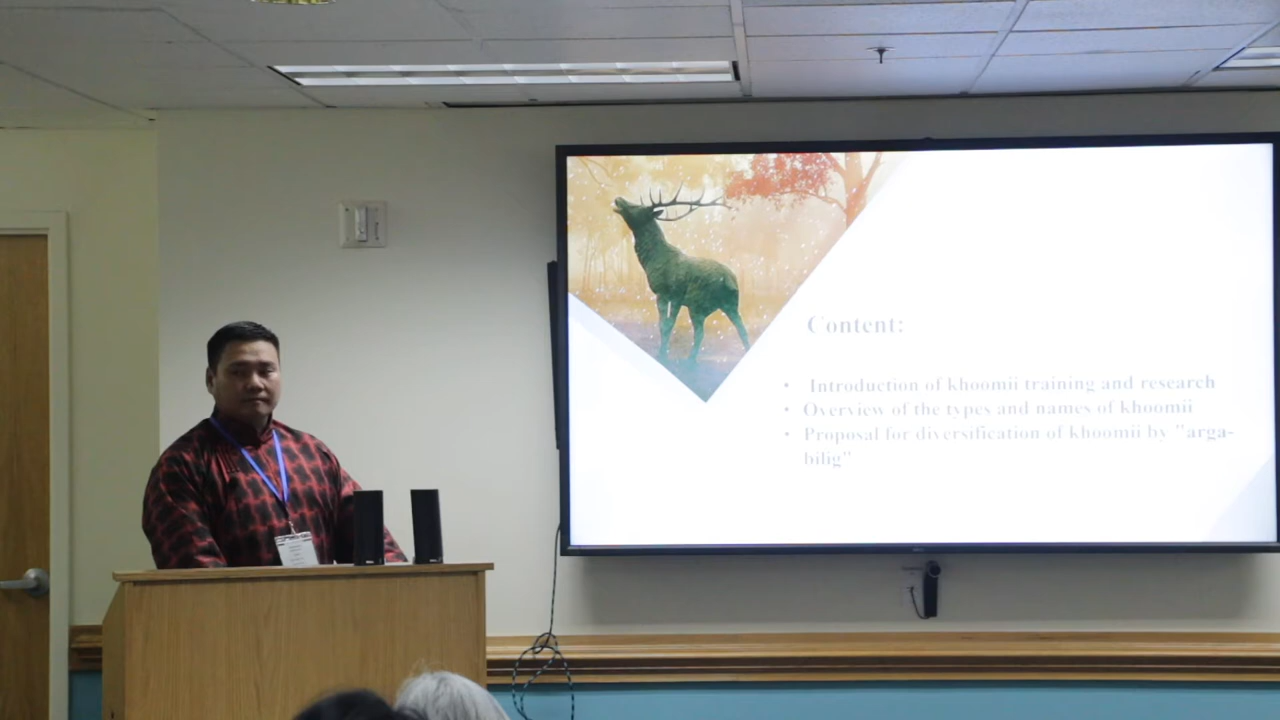 Content:
• Introduction of khoomii training and research
• Overview of the types and names of khoomii
• Proposal for diversification of khoomii by "arga-
bilig"